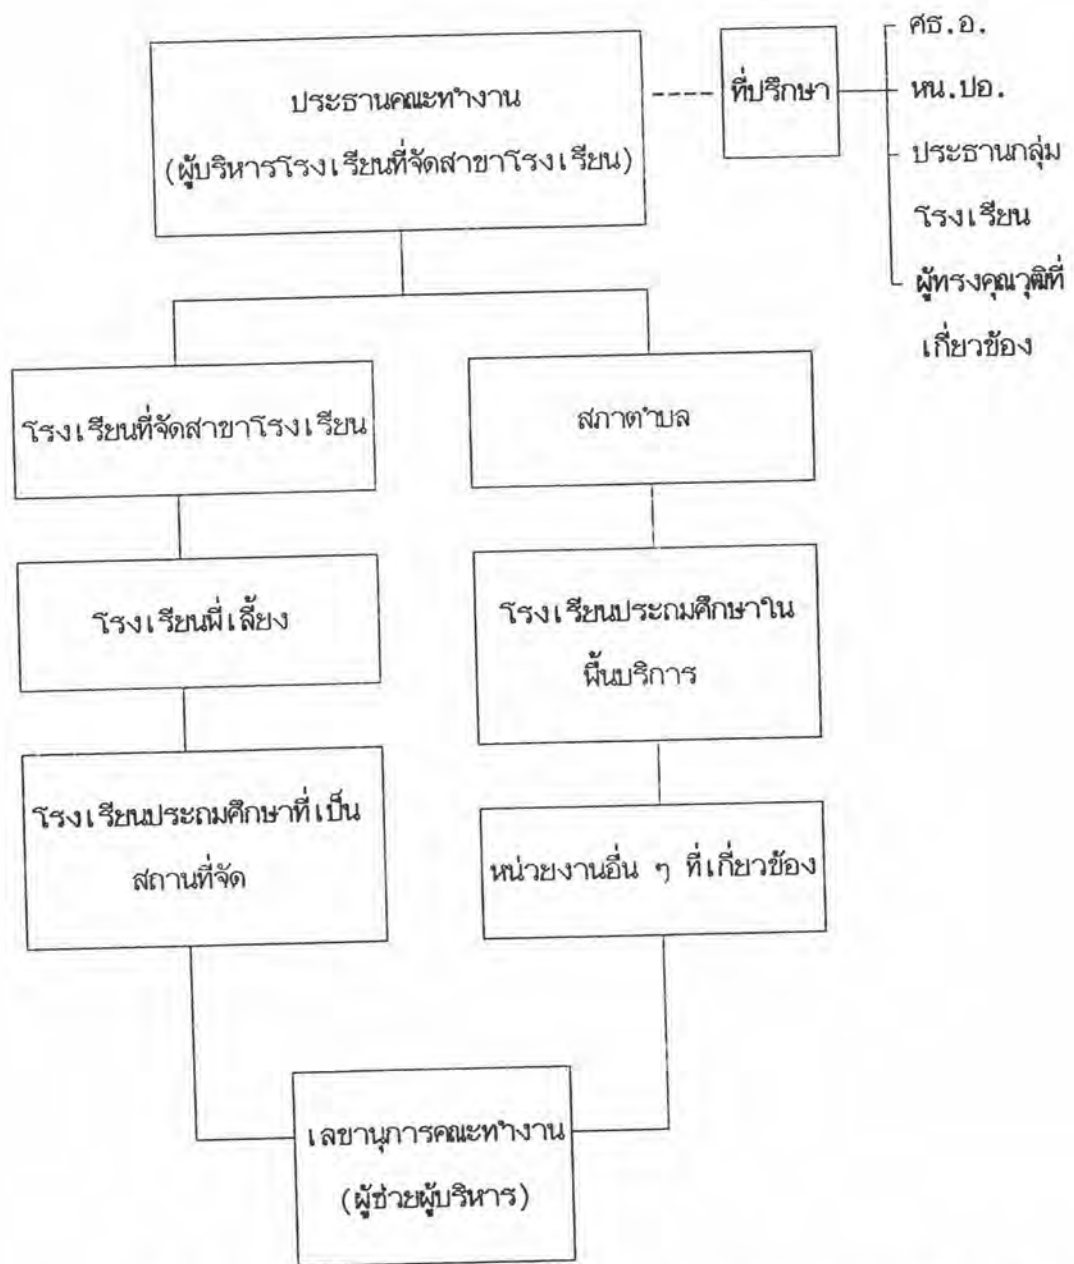 ประธานคณะทำงาน
(ผู้บริหารโรงเรียนที่จัดสาขาโรงเรียน)
ที่ปรึกษา
ศธ.อ.
หน.ปอ.
ประธานกลุ่ม
โรงเรียน
ผู้ทรงคุณวุฒิที่
เกี่ยวข้อง
โรงเรียนที่จัดสาขาโรงเรียน
สภาตำบล
โรงเรียนพี่เลี้ยง
โรงเรียนประถมศึกษาใน
พื้นบริการ
โรงเรียนประถมศึกษาที่เป็น
สถานที่จัด
หน่วยงานอื่น ๆ ที่เกี่ยวข้อง
เลขานุการคณะทำงาน
(ผู้ช่วยผู้บริหาร)